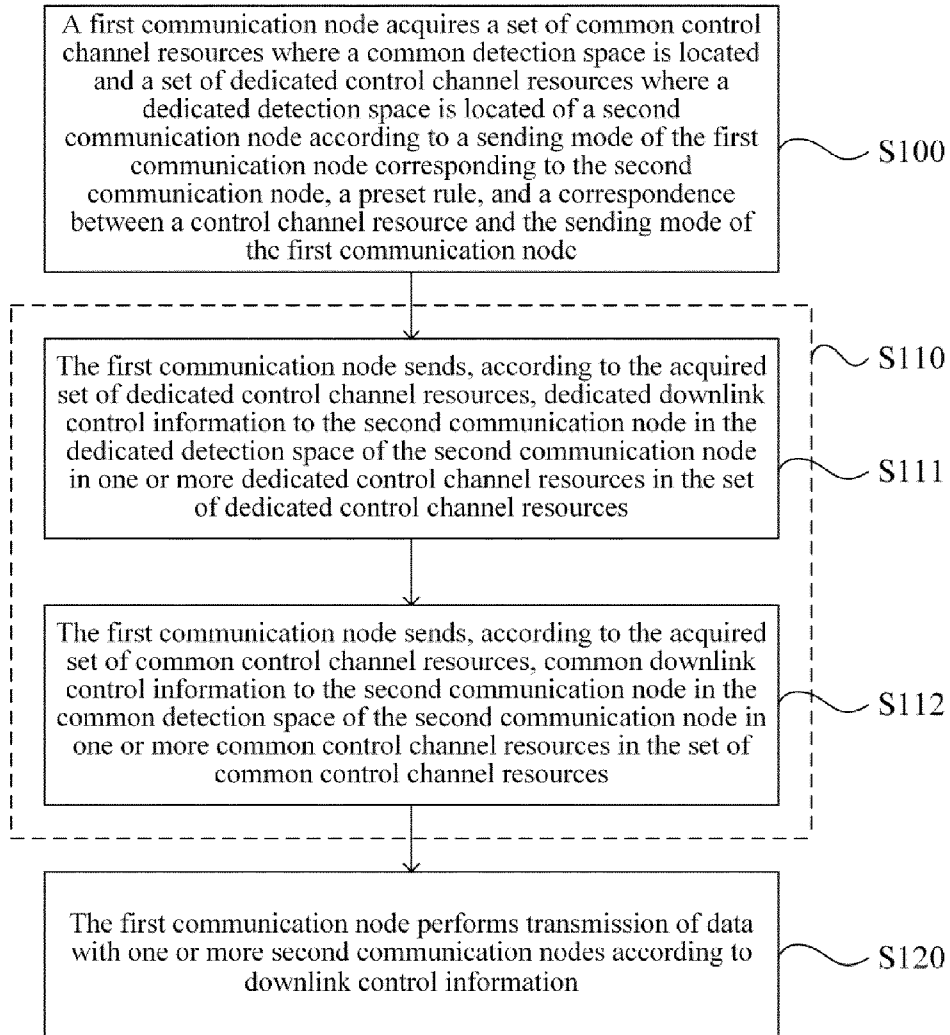 A first communication node acquires a set of common control
channel resources where a common detection space is located
and a set of dedicated control channel resources where a
dedicated detection space is located of a second
communication node according to a sending mode of the first
communication node corresponding to the second
communication node, a preset rule, and a correspondence
between a control channel resource and the sending mode of
the first communication node
S100
S110
The first communication node sends, according to the acquired
set of dedicated control channel resources, dedicated downlink
control information to the second communication node in the
dedicated detection space of the second communication node
in one or more dedicated control channel resources in the set
of dedicated control channel resources
S111
The first communication node sends, according to the acquired
set of common control channel resources, common downlink
control information to the second communication node in the
common detection space of the second communication node in
one or more common control channel resources in the set of
common control channel resources
S112
The first communication node performs transmission of data
with one or more second communication nodes according to
downlink control information
S120